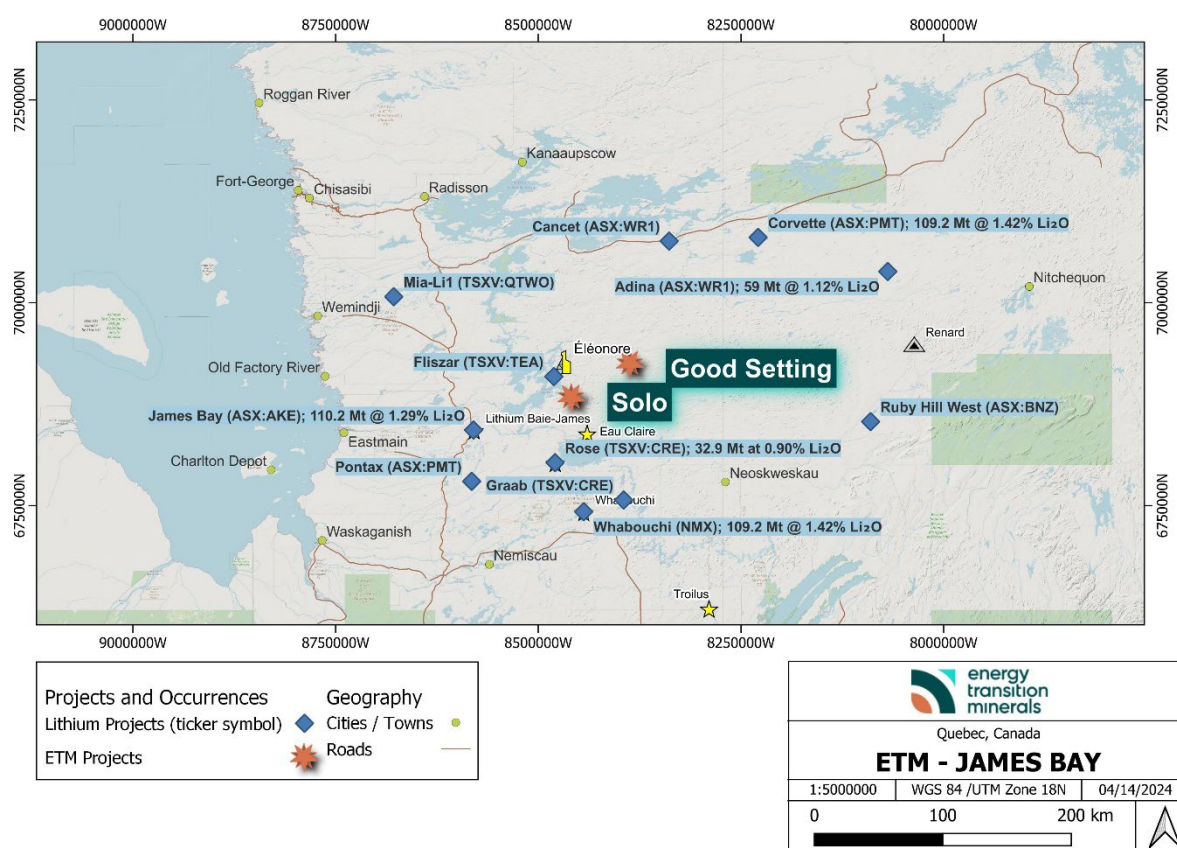 9000000W 8750000W 8500000W 8250000W 8000000W
7250000N 7250000N
Roggan River
Kanaaupscow
Fort-George
Chisasibi
Radisson
Cancet (ASX:WR1)
Corvette (ASX:PMT); 109.2 Mt @ 1.42% Li₂O
Mia-Li1 (TSXV:QTWO)
Adina (ASX:WR1); 59 Mt @ 1.12% Li₂O
Nitchequon
7000000N 7000000N
Wemindji
Renard
Éléonore
Fliszar (TSXV:TEA)
Good Setting
Old Factory River
Solo
James Bay (ASX:AKE); 110.2 Mt @ 1.29% Li₂O
Lithium Baie-James
Ruby Hill West (ASX:BNZ)
Eau Claire
Eastmain
Rose (TSXV:CRE); 32.9 Mt at 0.90% Li₂O
Charlton Depot
Pontax (ASX:PMT)
Neoskweskau
Graab (TSXV:CRE)
Whabouchi
6750000N 6750000N
Whabouchi (NMX); 109.2 Mt @ 1.42% Li₂O
Waskaganish
Nemiscau
Troilus
9000000W 8750000W 8500000W 8250000W 8000000W
Projects and Occurrences Geography
Lithium Projects (ticker symbol) Cities / Towns
ETM Projects Roads
energy
transition
minerals
Quebec, Canada
ETM - JAMES BAY
1:5000000 WGS 84 /UTM Zone 18N 04/14/2024
0 100 200 km